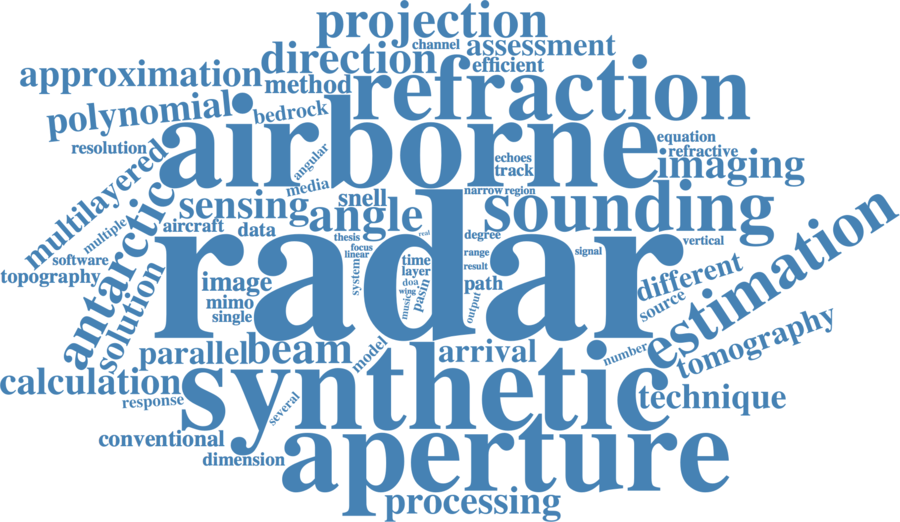 projection
channel
assessment
direction
efficient
approximation
method
refraction
polynomial
bedrock
airborne
equation
resolution
refractive
echoes
imaging
angular
track
multilayered
media
narrow region
snell
sensing
angle
sounding
antarctic
multiple
aircraft
data
real
thesis
degree
vertical
focus
linear
software
radar
range
signal
time
layer
result
topography
solution
system
different
image
doa
path
estimation
wing
pasin
mimo
music
output
source
single
tomography
parallel
beam
model
arrival
number
calculation
synthetic
technique
response
several
conventional
aperture
dimension
processing